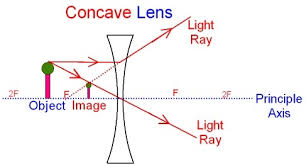 Concave Lens
Light
Ray
2F
F
F
2F
Principle
Axis
Object
Image
Light
Ray